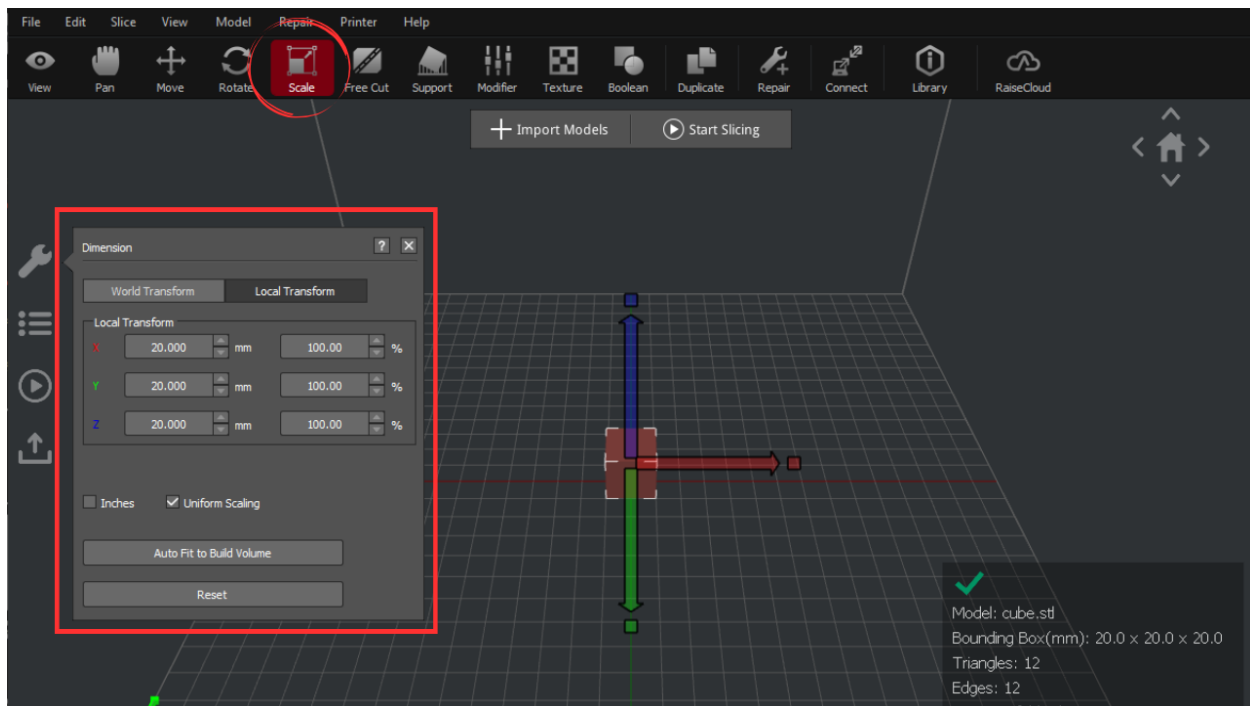 File Edit Slice View Model Repair Printer Help
View Pan Move Rotate Scale Free Cut Support Modifier Texture Boolean Duplicate Repair Connect Library RaiseCloud
Import Models Start Slicing
Dimension ?
World Transform Local Transform
Local Transform
X 20.000 mm 100.00 %
Y 20.000 mm 100.00 %
Z 20.000 mm 100.00 %
Inches Uniform Scaling
Auto Fit to Build Volume
Reset
Model: cube.stl
Bounding Box(mm): 20.0 x 20.0 x 20.0
Triangles: 12
Edges: 12